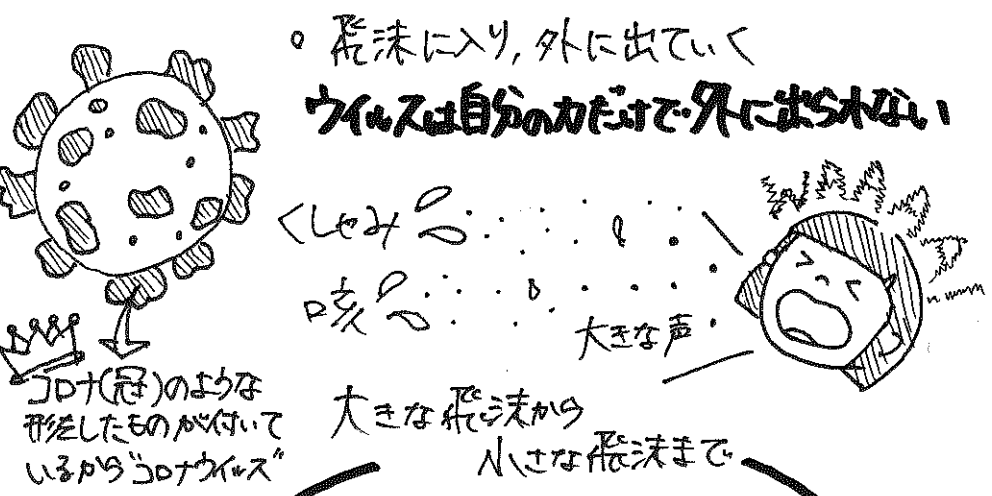 ◦ 飛沫に入り,外に出ていく
ウイルスは自分の力だけで外に出られない
くしゃみ
咳
大きな声
大きな飛沫から
小さな飛沫まで
コロナ(冠)のような
形をしたものが付いて
いるから"コロナウイルス"